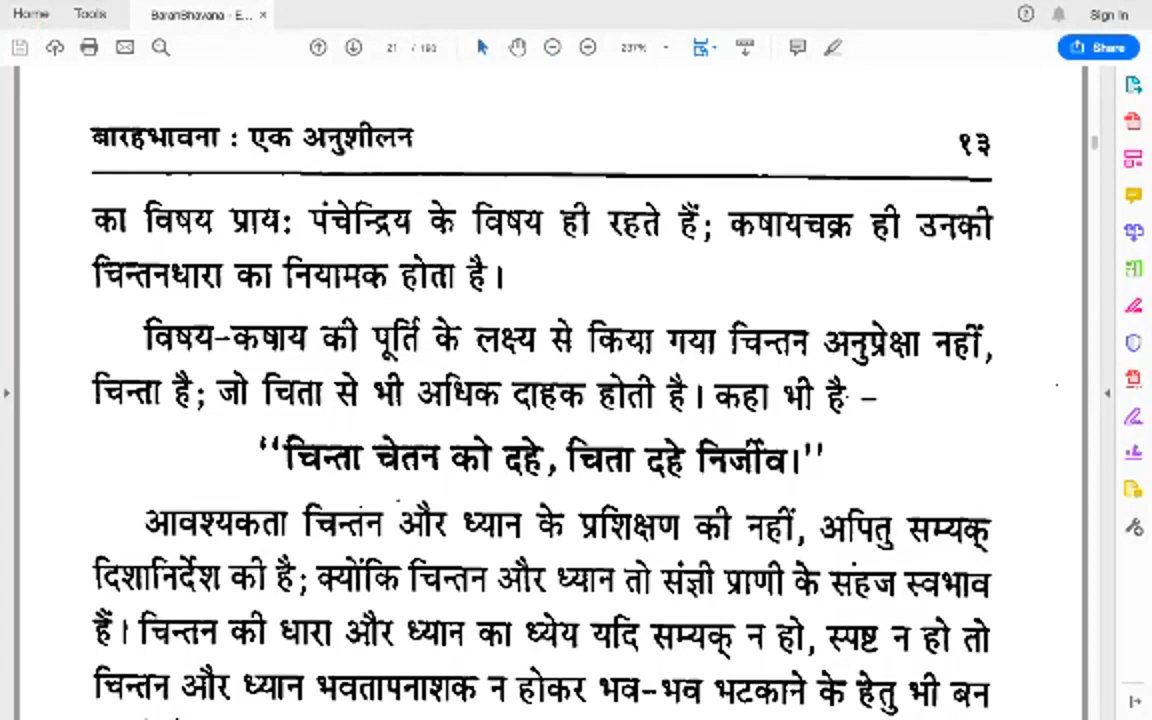 Home Tools BarahBhavana - E... × Sign In
21 / 190 237% Share
बारहभावना : एक अनुशीलन १३
का विषय प्राय: पंचेन्द्रिय के विषय ही रहते हैं; कषायचक्र ही उनकी
चिन्तनधारा का नियामक होता है।
विषय-कषाय की पूर्ति के लक्ष्य से किया गया चिन्तन अनुप्रेक्षा नहीं,
चिन्ता है; जो चिता से भी अधिक दाहक होती है। कहा भी है –
‘‘चिन्ता चेतन को दहे, चिता दहे निर्जीव।’’
आवश्यकता चिन्तन और ध्यान के प्रशिक्षण की नहीं, अपितु सम्यक्
दिशानिर्देश की है; क्योंकि चिन्तन और ध्यान तो संज्ञी प्राणी के सहज स्वभाव
हैं। चिन्तन की धारा और ध्यान का ध्येय यदि सम्यक् न हो, स्पष्ट न हो तो
चिन्तन और ध्यान भवतापनाशक न होकर भव-भव भटकाने के हेतु भी बन